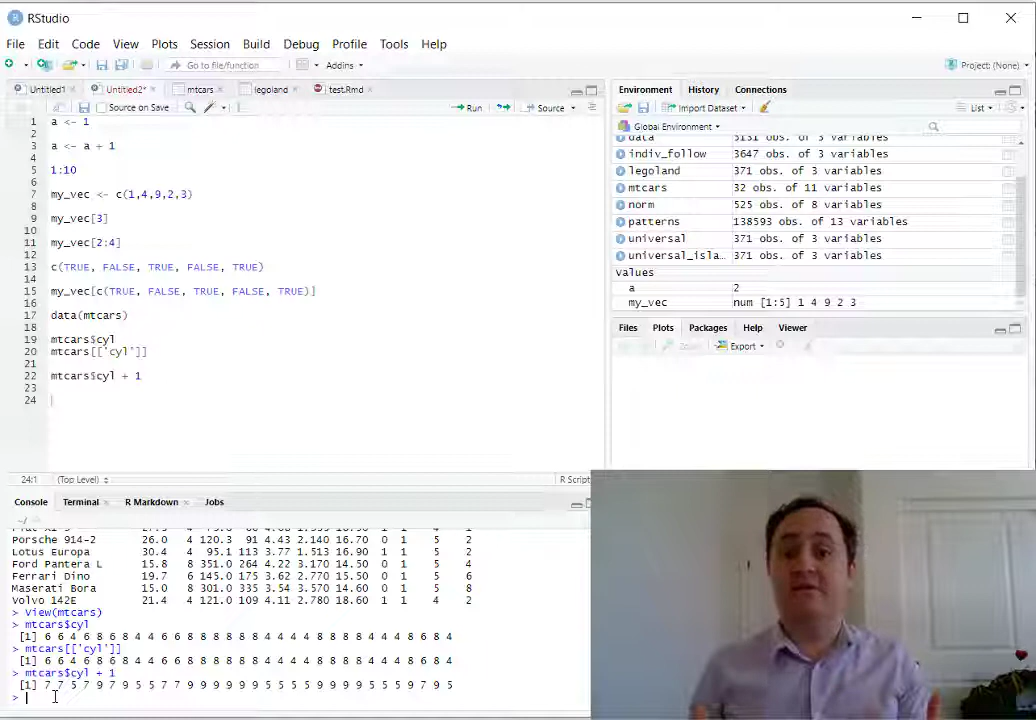 RStudio
File Edit Code View Plots Session Build Debug Profile Tools Help
Go to file/function Addins Project: (None)
Untitled1 Untitled2* mtcars legoland test.Rmd
Source on Save Run Source
1 a <- 1
2
3 a <- a + 1
4
5 1:10
6
7 my_vec <- c(1,4,9,2,3)
8
9 my_vec[3]
10
11 my_vec[2:4]
12
13 c(TRUE, FALSE, TRUE, FALSE, TRUE)
14
15 my_vec[c(TRUE, FALSE, TRUE, FALSE, TRUE)]
16
17 data(mtcars)
18
19 mtcars$cyl
20 mtcars[['cyl']]
21
22 mtcars$cyl + 1
23
24
24:1 (Top Level) R Script
Console Terminal R Markdown Jobs
~/
Porsche 914-2 26.0 4 120.3 91 4.43 2.140 16.70 0 1 5 2
Lotus Europa 30.4 4 95.1 113 3.77 1.513 16.90 1 1 5 2
Ford Pantera L 15.8 8 351.0 264 4.22 3.170 14.50 0 1 5 4
Ferrari Dino 19.7 6 145.0 175 3.62 2.770 15.50 0 1 5 6
Maserati Bora 15.0 8 301.0 335 3.54 3.570 14.60 0 1 5 8
Volvo 142E 21.4 4 121.0 109 4.11 2.780 18.60 1 1 4 2
> View(mtcars)
> mtcars$cyl
[1] 6 6 4 6 8 6 8 4 4 6 6 8 8 8 8 8 8 4 4 4 4 8 8 8 8 4 4 4 8 6 8 4
> mtcars[['cyl']]
[1] 6 6 4 6 8 6 8 4 4 6 6 8 8 8 8 8 8 4 4 4 4 8 8 8 8 4 4 4 8 6 8 4
> mtcars$cyl + 1
[1] 7 7 5 7 9 7 9 5 5 7 7 9 9 9 9 9 9 5 5 5 5 9 9 9 9 5 5 5 9 7 9 5
>
Environment History Connections
Import Dataset List
Global Environment
data 5131 obs. of 3 variables
indiv_follow 3647 obs. of 3 variables
legoland 371 obs. of 3 variables
mtcars 32 obs. of 11 variables
norm 525 obs. of 8 variables
patterns 138593 obs. of 13 variables
universal 371 obs. of 3 variables
universal_isla… 371 obs. of 3 variables
Values
a 2
my_vec num [1:5] 1 4 9 2 3
Files Plots Packages Help Viewer
Zoom Export